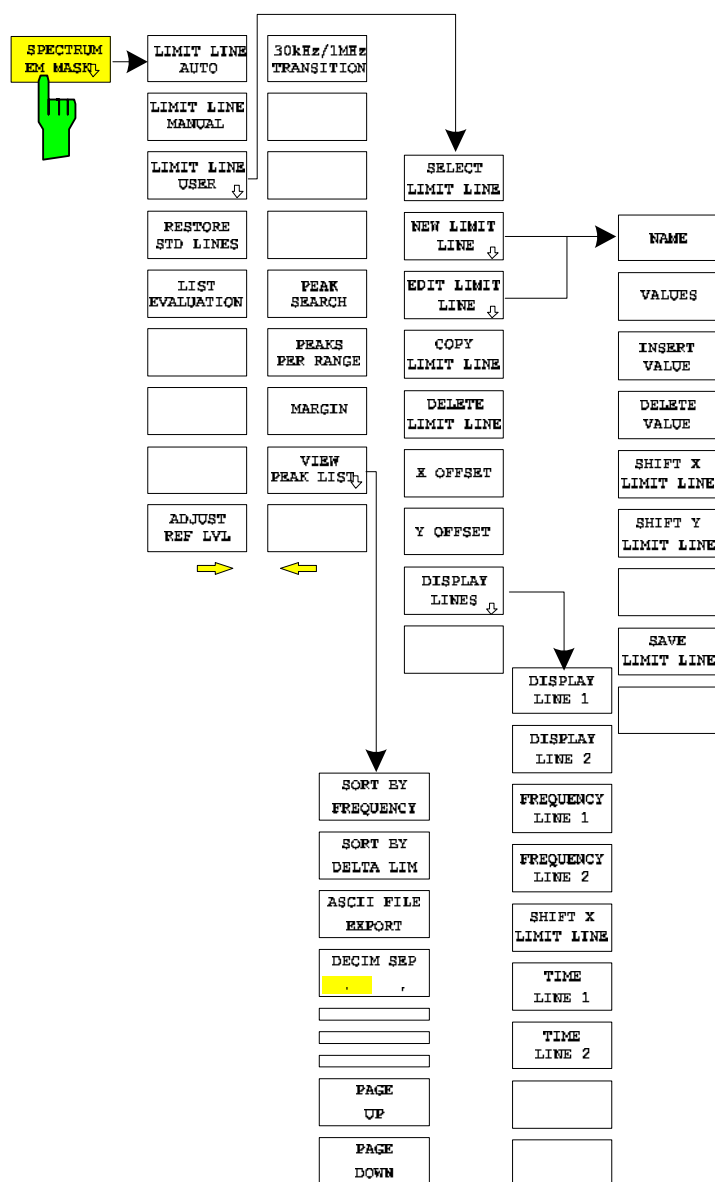 SPECTRUM
EM MASK
LIMIT LINE
AUTO
LIMIT LINE
MANUAL
LIMIT LINE
USER
RESTORE
STD LINES
LIST
EVALUATION
ADJUST
REF LVL
30kHz/1MHz
TRANSITION
PEAK
SEARCH
PEAKS
PER RANGE
MARGIN
VIEW
PEAK LIST
SELECT
LIMIT LINE
NEW LIMIT
LINE
EDIT LIMIT
LINE
COPY
LIMIT LINE
DELETE
LIMIT LINE
X OFFSET
Y OFFSET
DISPLAY
LINES
NAME
VALUES
INSERT
VALUE
DELETE
VALUE
SHIFT X
LIMIT LINE
SHIFT Y
LIMIT LINE
SAVE
LIMIT LINE
DISPLAY
LINE 1
DISPLAY
LINE 2
FREQUENCY
LINE 1
FREQUENCY
LINE 2
SHIFT X
LIMIT LINE
TIME
LINE 1
TIME
LINE 2
SORT BY
FREQUENCY
SORT BY
DELTA LIM
ASCII FILE
EXPORT
DECIM SEP
. ,
PAGE
UP
PAGE
DOWN